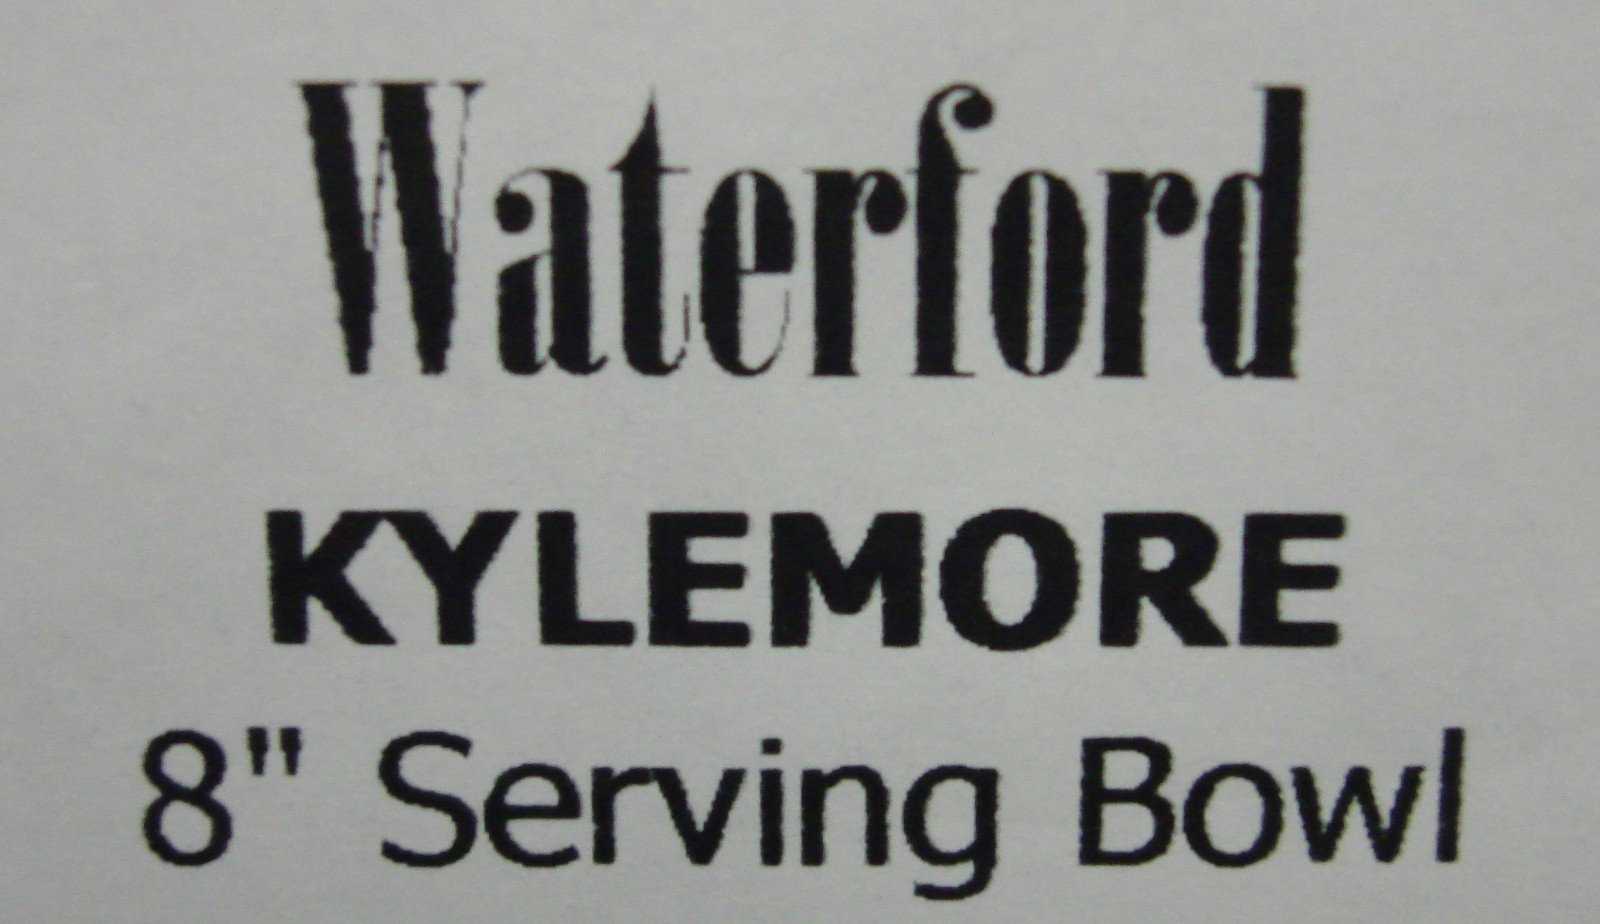 Waterford
KYLEMORE
8" Serving Bowl